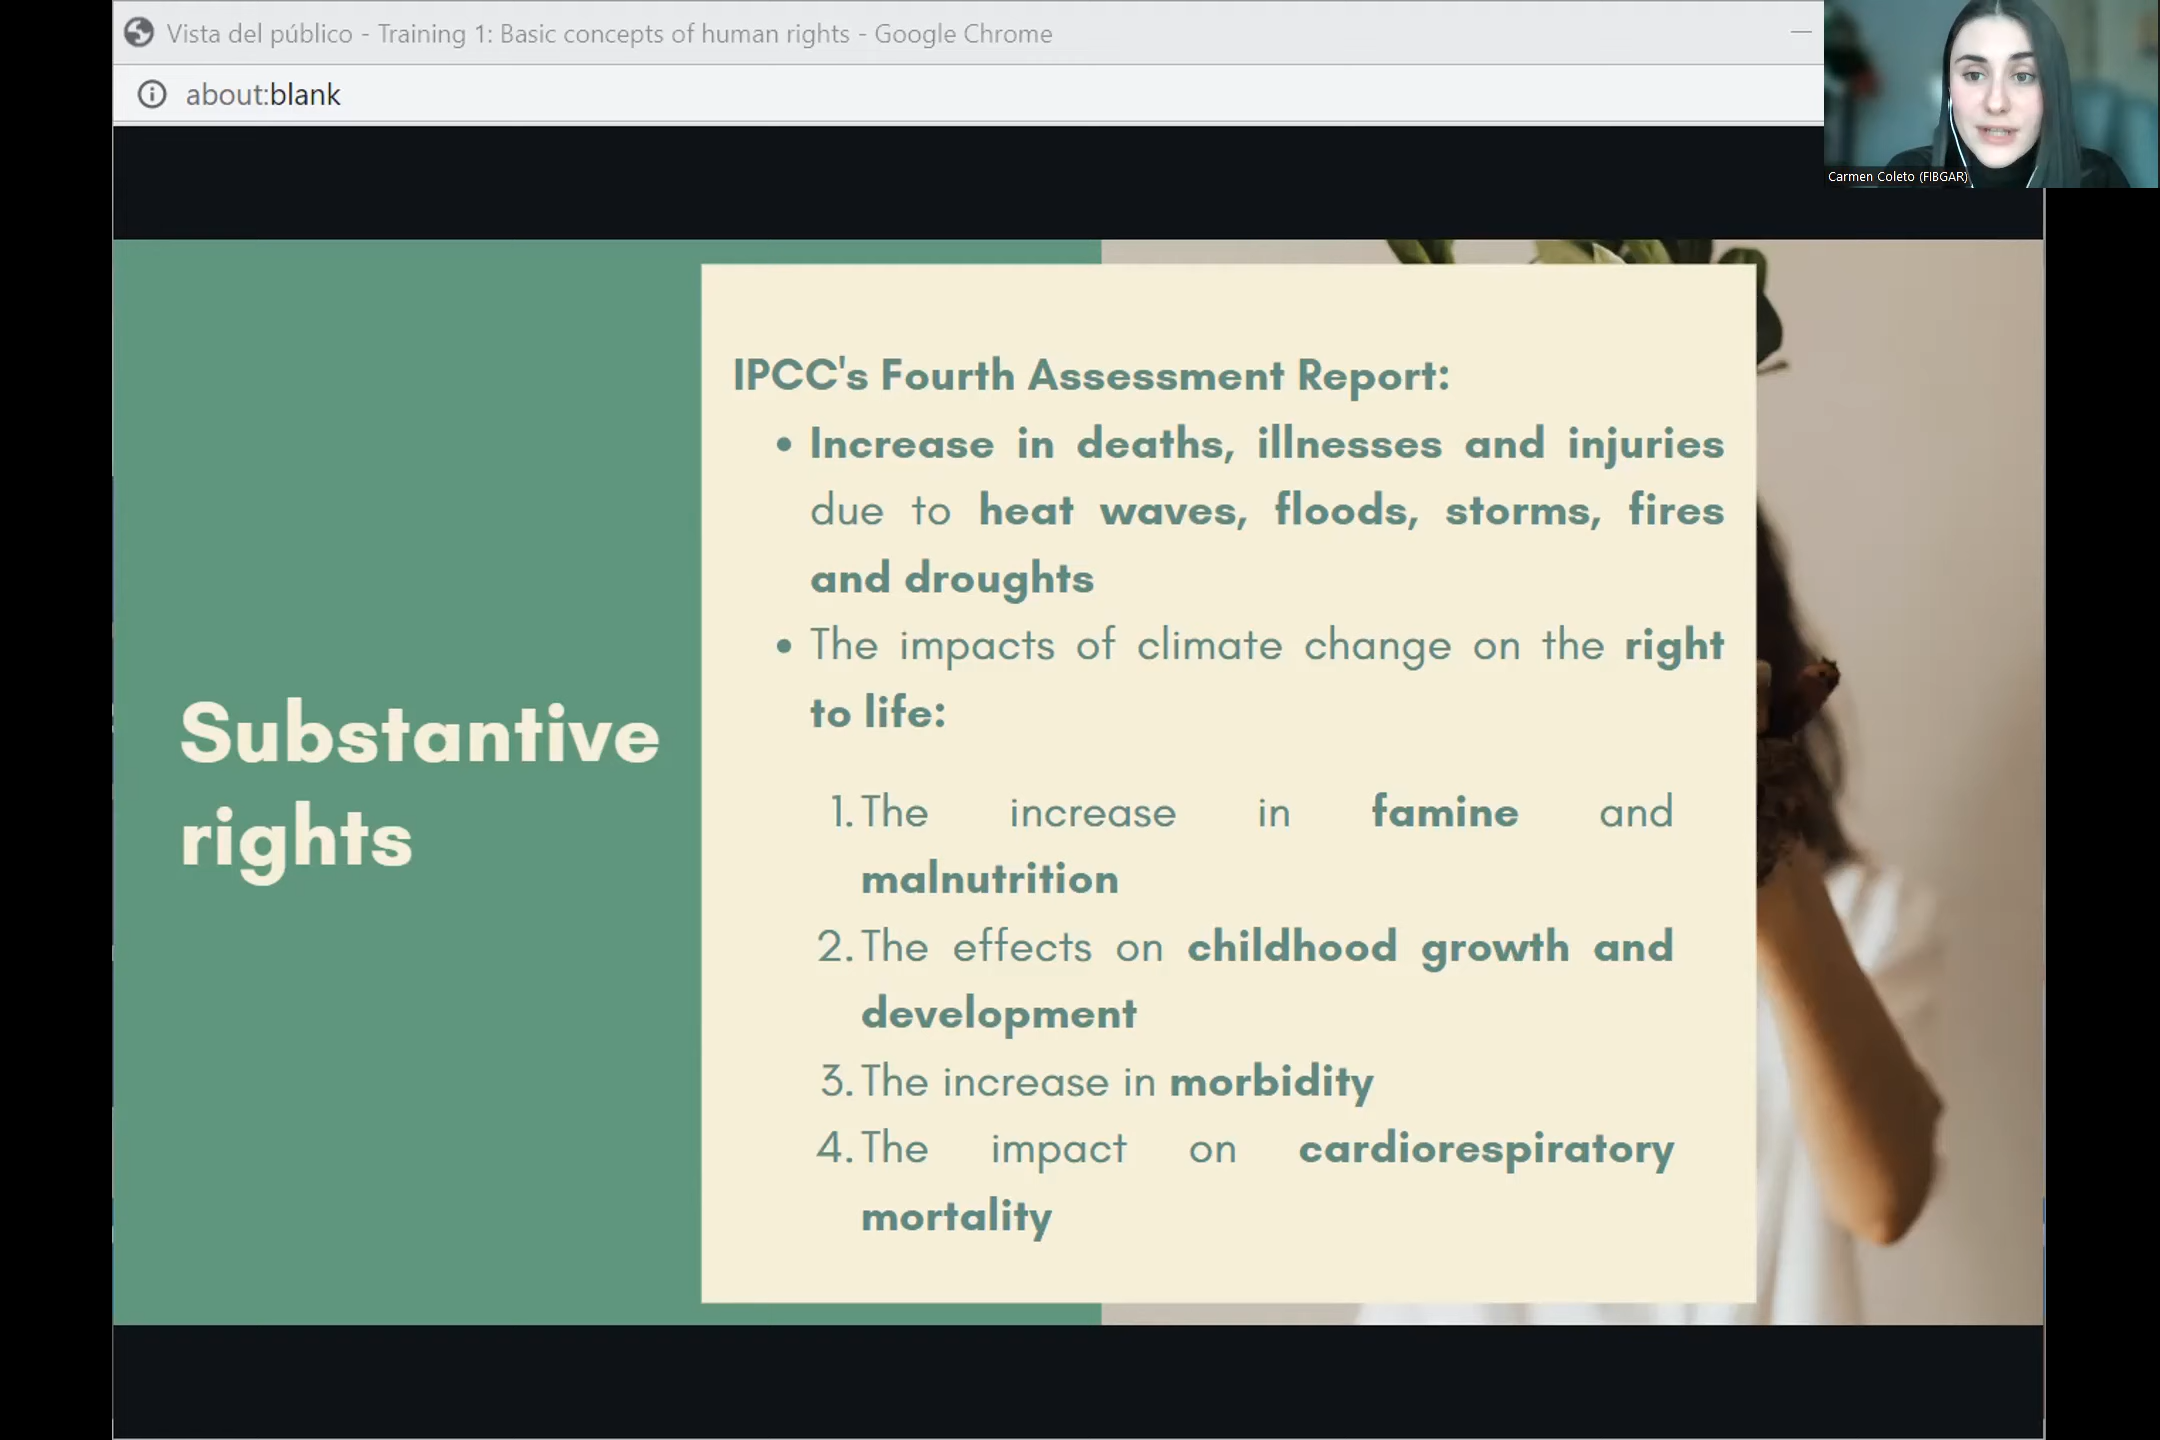 Vista del público - Training 1: Basic concepts of human rights - Google Chrome
about:blank
Carmen Coleto (FIBGAR)
Substantive
rights
IPCC's Fourth Assessment Report:
• Increase in deaths, illnesses and injuries
due to heat waves, floods, storms, fires
and droughts
• The impacts of climate change on the right
to life:
1. The increase in famine and
malnutrition
2. The effects on childhood growth and
development
3. The increase in morbidity
4. The impact on cardiorespiratory
mortality